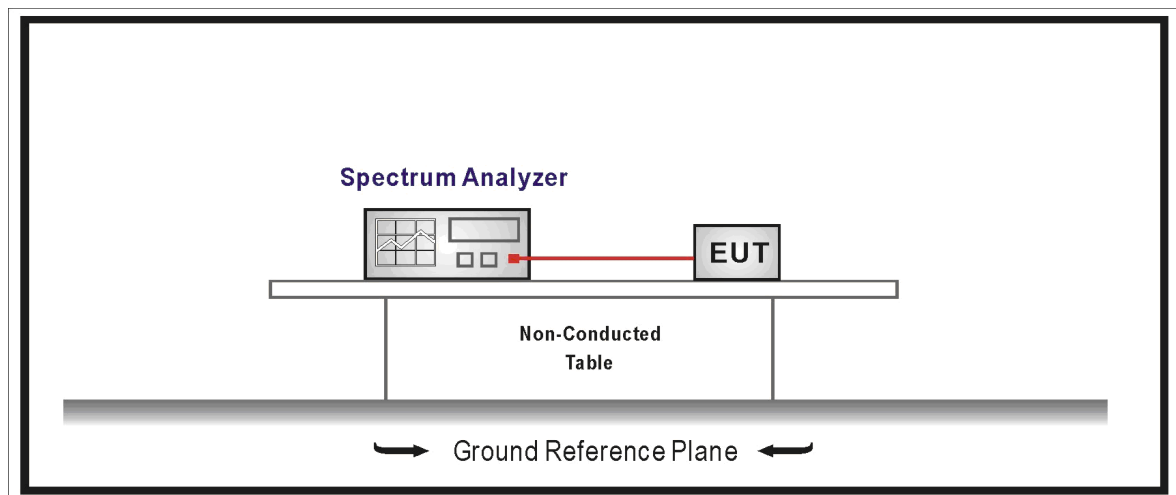 Spectrum Analyzer
EUT
Non-Conducted
Table
Ground Reference Plane